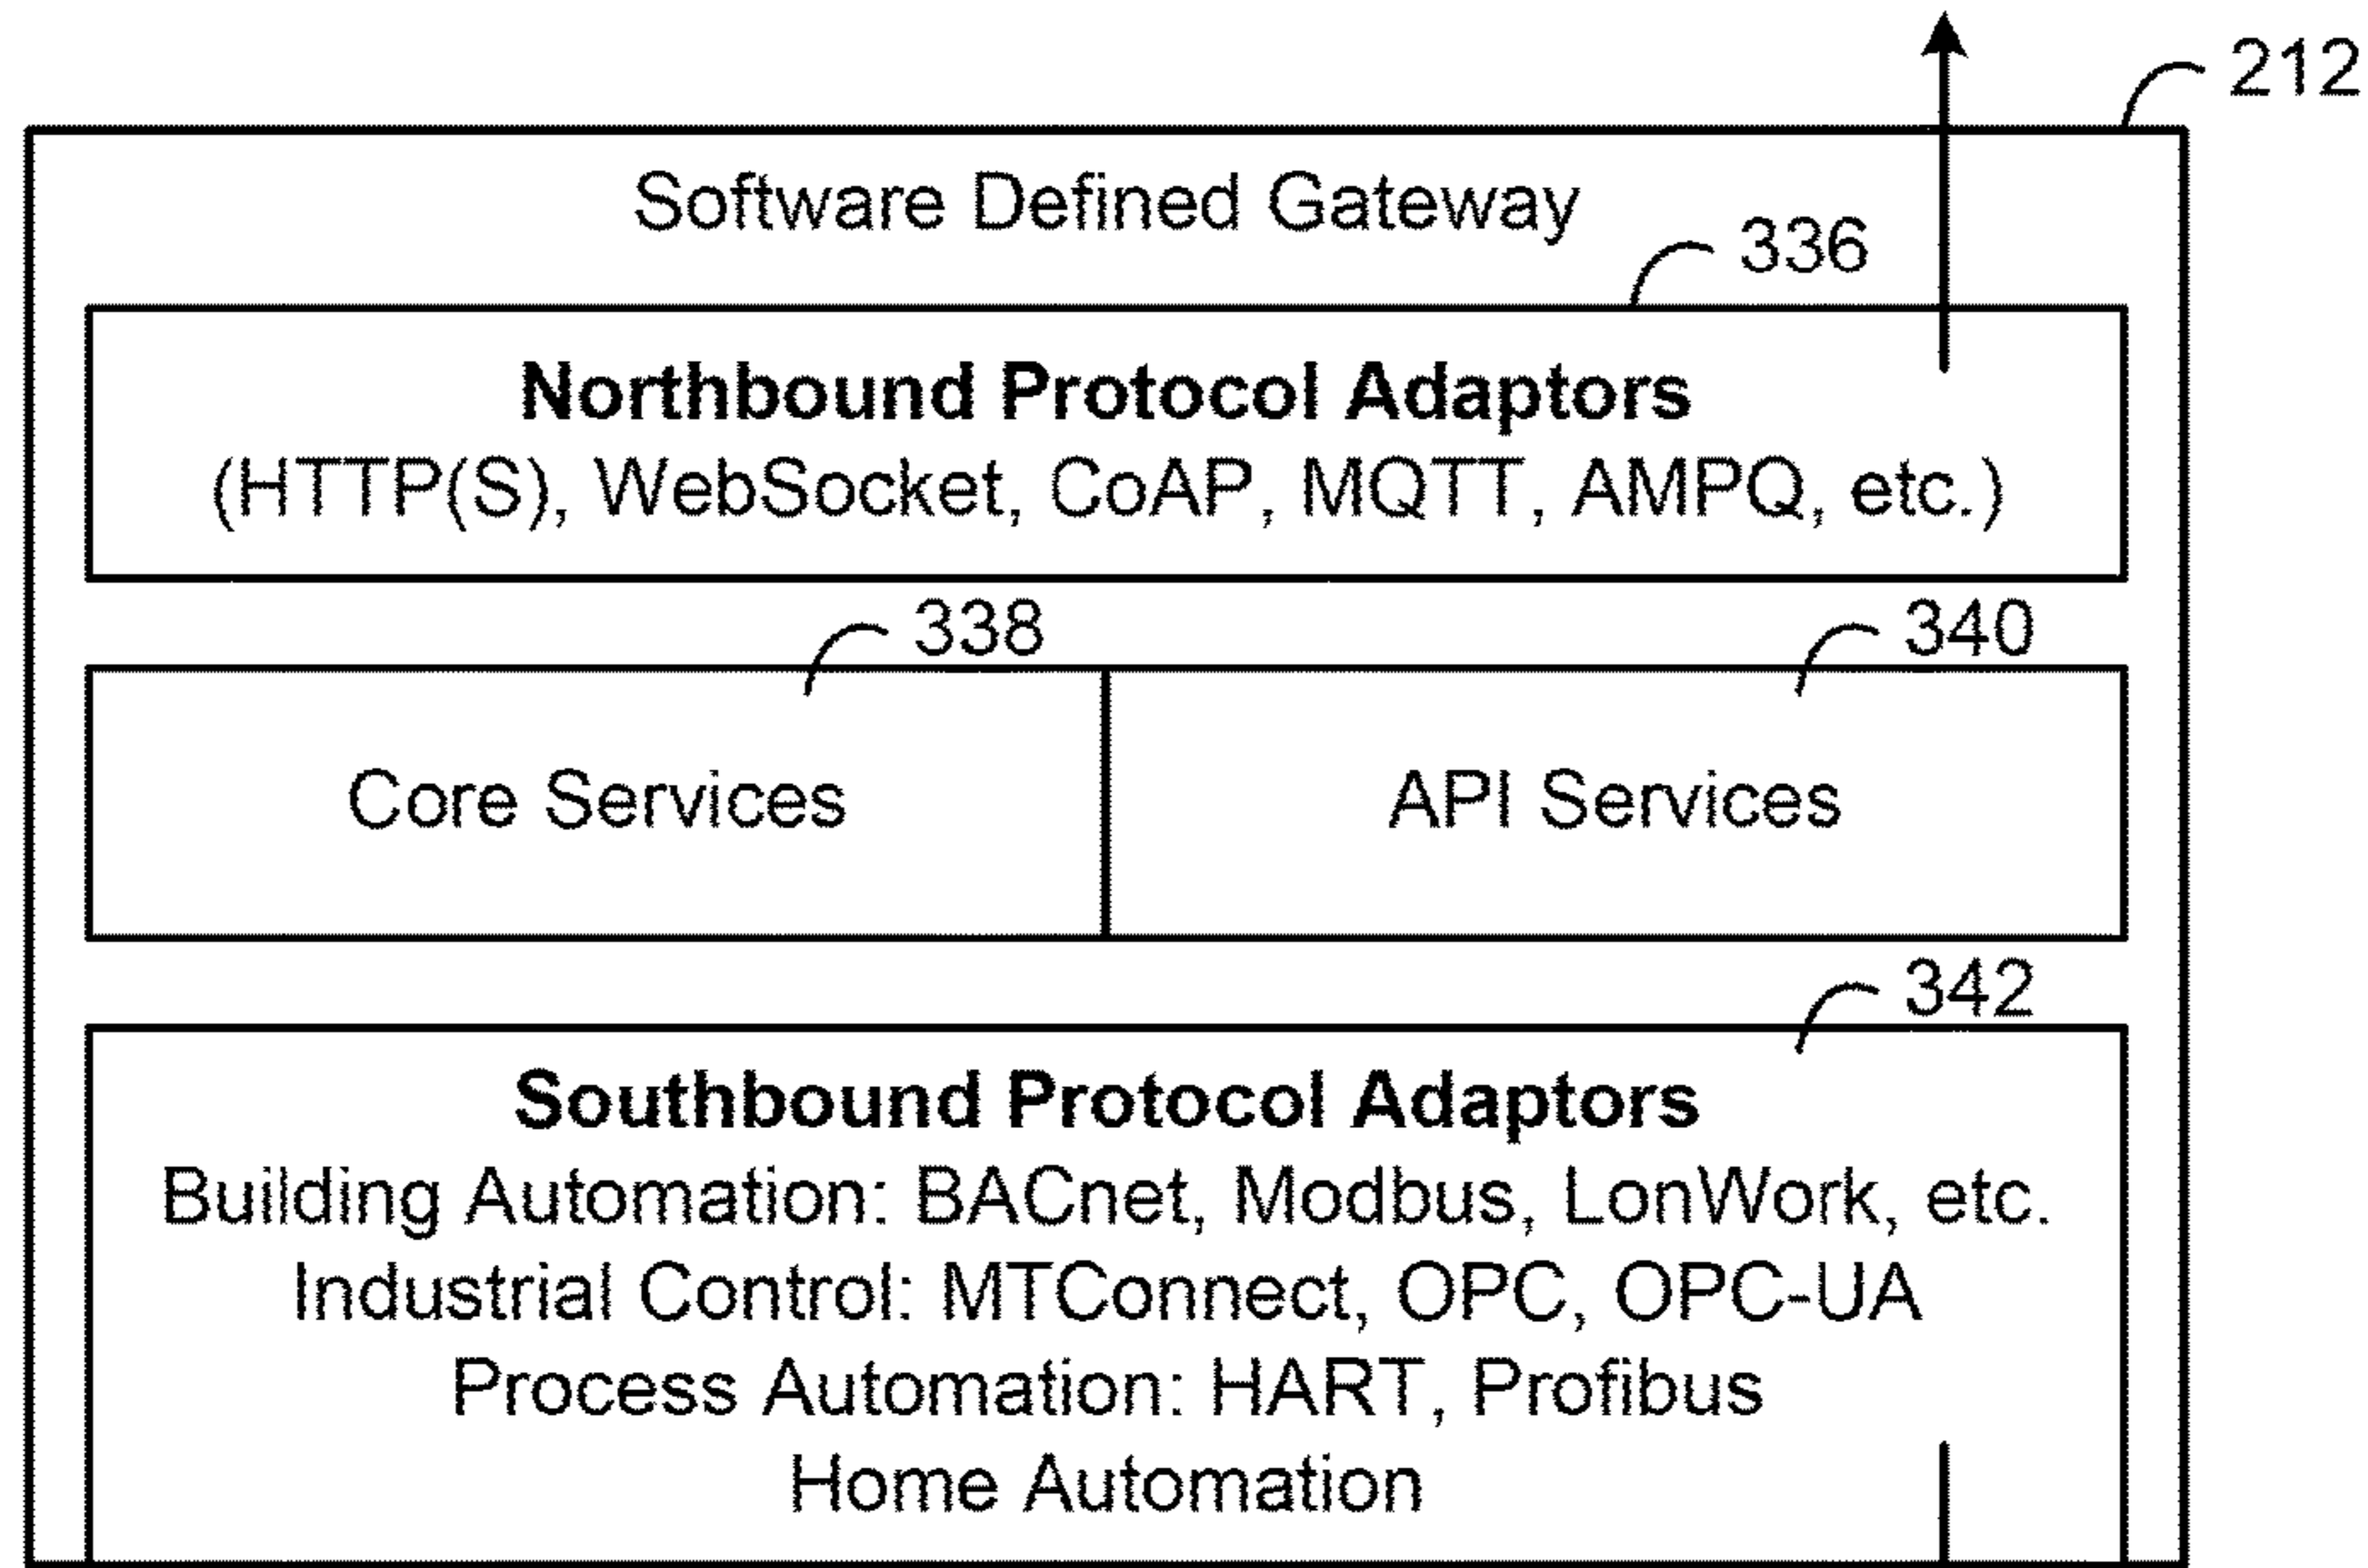 212
Software Defined Gateway
336
Northbound Protocol Adaptors
(HTTP(S), WebSocket, CoAP, MQTT, AMPQ, etc.)
338
340
Core Services
API Services
342
Southbound Protocol Adaptors
Building Automation: BACnet, Modbus, LonWork, etc.
Industrial Control: MTConnect, OPC, OPC-UA
Process Automation: HART, Profibus
Home Automation